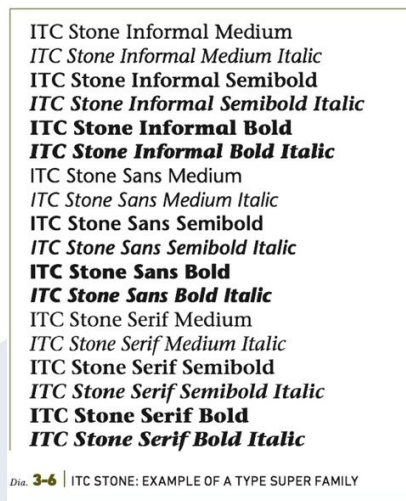 ITC Stone Informal Medium
ITC Stone Informal Medium Italic
ITC Stone Informal Semibold
ITC Stone Informal Semibold Italic
ITC Stone Informal Bold
ITC Stone Informal Bold Italic
ITC Stone Sans Medium
ITC Stone Sans Medium Italic
ITC Stone Sans Semibold
ITC Stone Sans Semibold Italic
ITC Stone Sans Bold
ITC Stone Sans Bold Italic
ITC Stone Serif Medium
ITC Stone Serif Medium Italic
ITC Stone Serif Semibold
ITC Stone Serif Semibold Italic
ITC Stone Serif Bold
ITC Stone Serif Bold Italic
Dia. 3-6 | ITC STONE: EXAMPLE OF A TYPE SUPER FAMILY